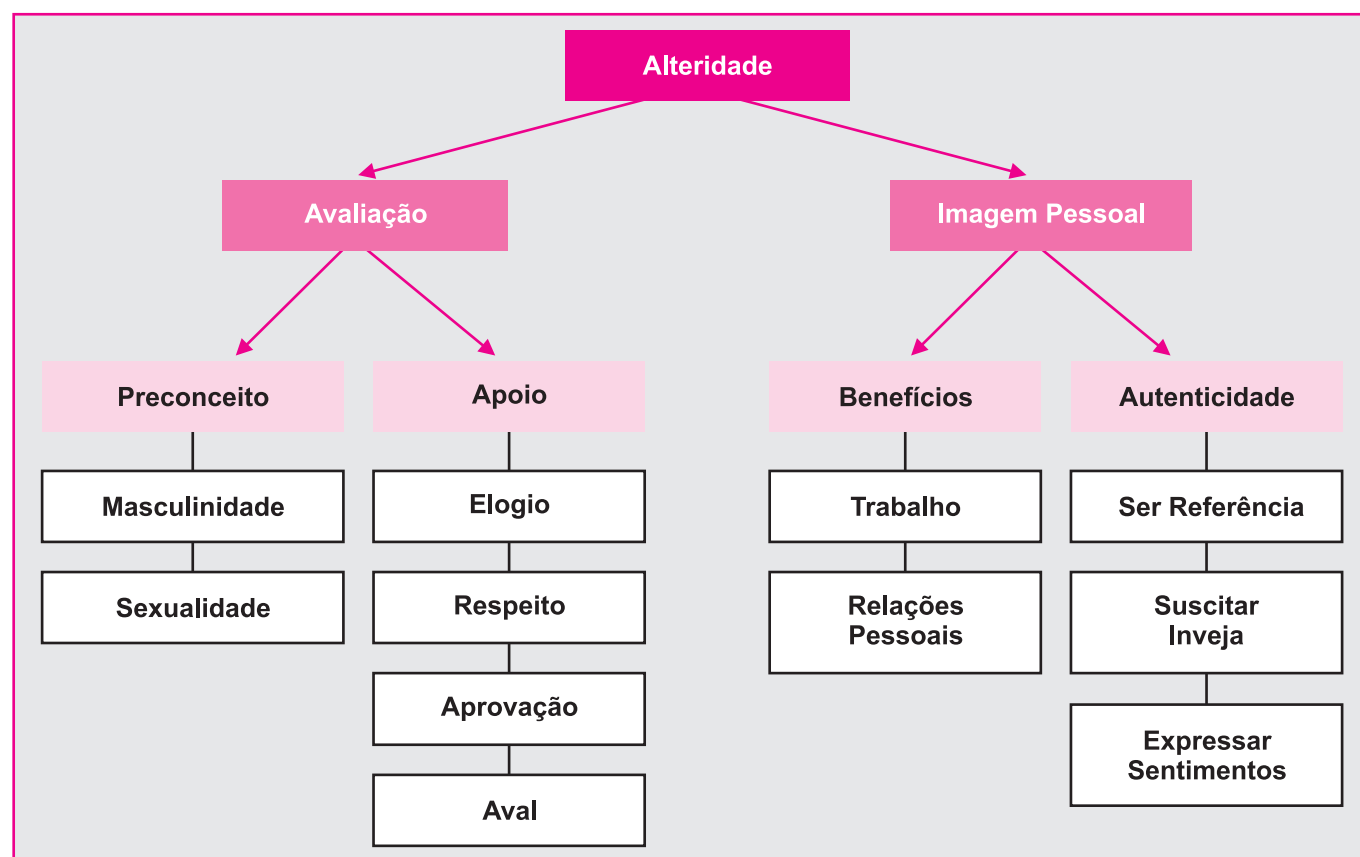 Alteridade
Avaliação
Imagem Pessoal
Preconceito
Apoio
Benefícios
Autenticidade
Masculinidade
Elogio
Trabalho
Ser Referência
Sexualidade
Respeito
Relações
Pessoais
Suscitar
Inveja
Aprovação
Expressar
Sentimentos
Aval